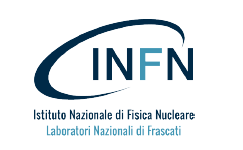 INFN
Istituto Nazionale di Fisica Nucleare
Laboratori Nazionali di Frascati